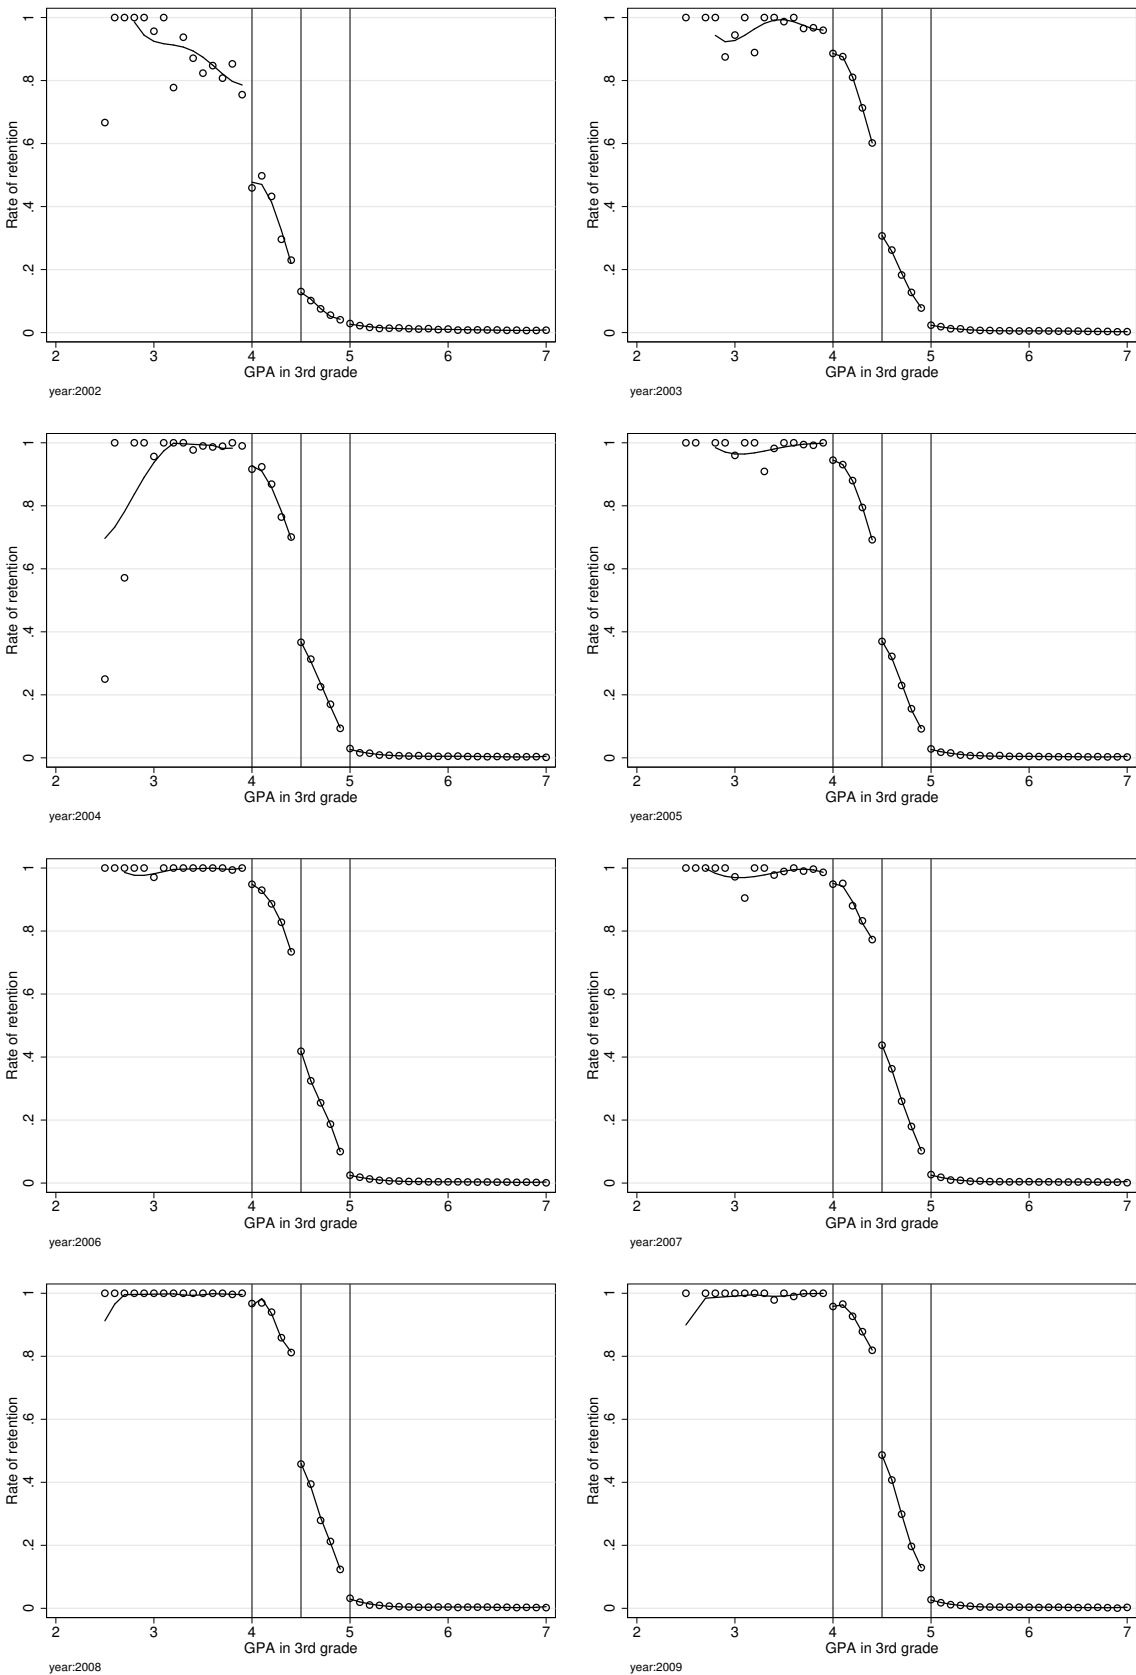 Rate of retention
0 .2 .4 .6 .8 1
2 3 4 5 6 7
GPA in 3rd grade
year:2002
Rate of retention
0 .2 .4 .6 .8 1
2 3 4 5 6 7
GPA in 3rd grade
year:2003
Rate of retention
0 .2 .4 .6 .8 1
2 3 4 5 6 7
GPA in 3rd grade
year:2004
Rate of retention
0 .2 .4 .6 .8 1
2 3 4 5 6 7
GPA in 3rd grade
year:2005
Rate of retention
0 .2 .4 .6 .8 1
2 3 4 5 6 7
GPA in 3rd grade
year:2006
Rate of retention
0 .2 .4 .6 .8 1
2 3 4 5 6 7
GPA in 3rd grade
year:2007
Rate of retention
0 .2 .4 .6 .8 1
2 3 4 5 6 7
GPA in 3rd grade
year:2008
Rate of retention
0 .2 .4 .6 .8 1
2 3 4 5 6 7
GPA in 3rd grade
year:2009